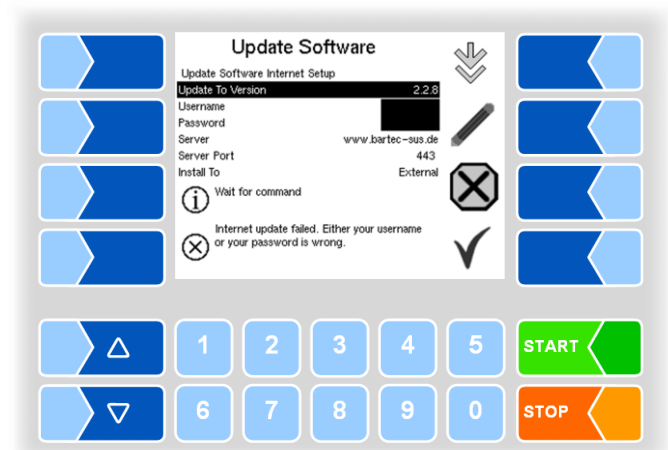 Update Software
Update Software Internet Setup
Update To Version 2.2.8
Username
Password
Server www.bartec-sus.de
Server Port 443
Install To External
Wait for command
Internet update failed. Either your username
or your password is wrong.
1 2 3 4 5 START
6 7 8 9 0 STOP